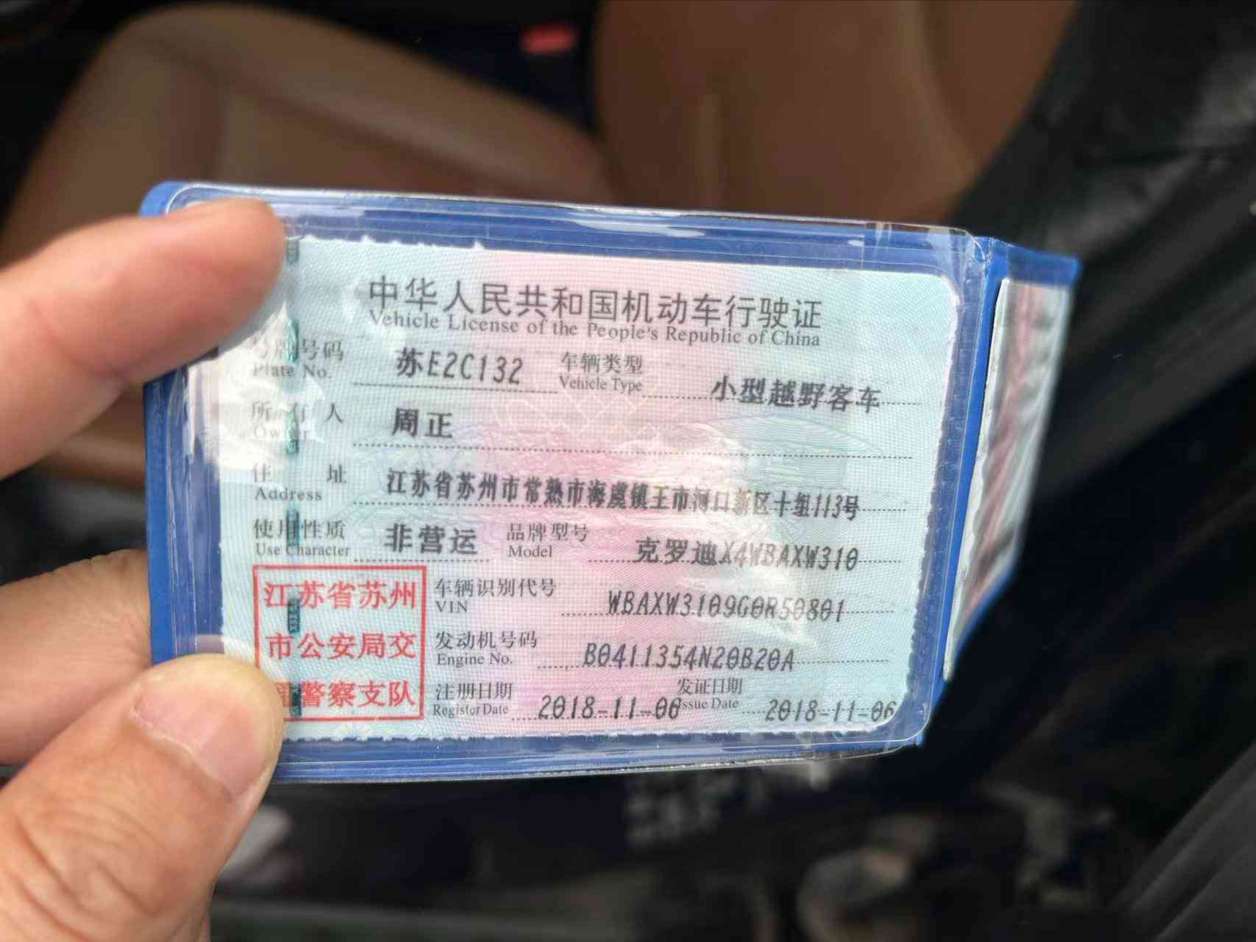 中华人民共和国机动车行驶证
Vehicle License of the People's Republic of China
号牌号码 苏E2C132 车辆类型 小型越野客车
Plate No. Vehicle Type
所有人 周正
住址 江苏省苏州市常熟市海虞镇王市河口新区十组113号
Address
使用性质 非营运 品牌型号 克罗迪X4WBAXW310
Use Character Model
江苏省苏州 车辆识别代号 WBAXW3109G0R50801
VIN
市公安局交 发动机号码 B0411354N20B20A
Engine No.
警察支队 注册日期 2018-11-06 发证日期 2018-11-06
Register Date Issue Date